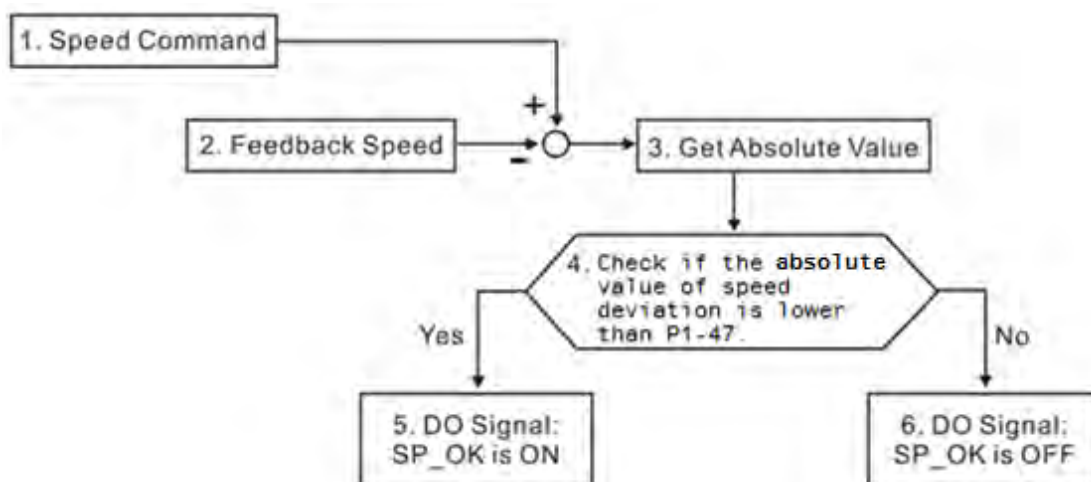 1. Speed Command
+
2. Feedback Speed
-
3. Get Absolute Value
4. Check if the absolute
value of speed
deviation is lower
than P1-47.
Yes
No
5. DO Signal:
SP_OK is ON
6. DO Signal:
SP_OK is OFF